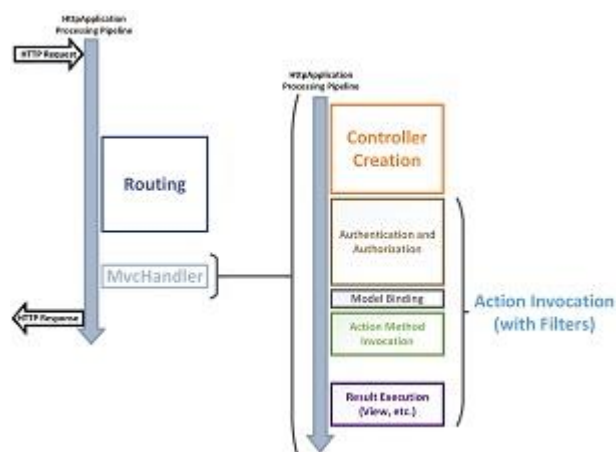 HttpApplication
Processing Pipeline
HTTP Request
Routing
MvcHandler
HTTP Response
HttpApplication
Processing Pipeline
Controller
Creation
Authentication and
Authorization
Model Binding
Action Method
Invocation
Result Execution
(View, etc.)
Action Invocation
(with Filters)